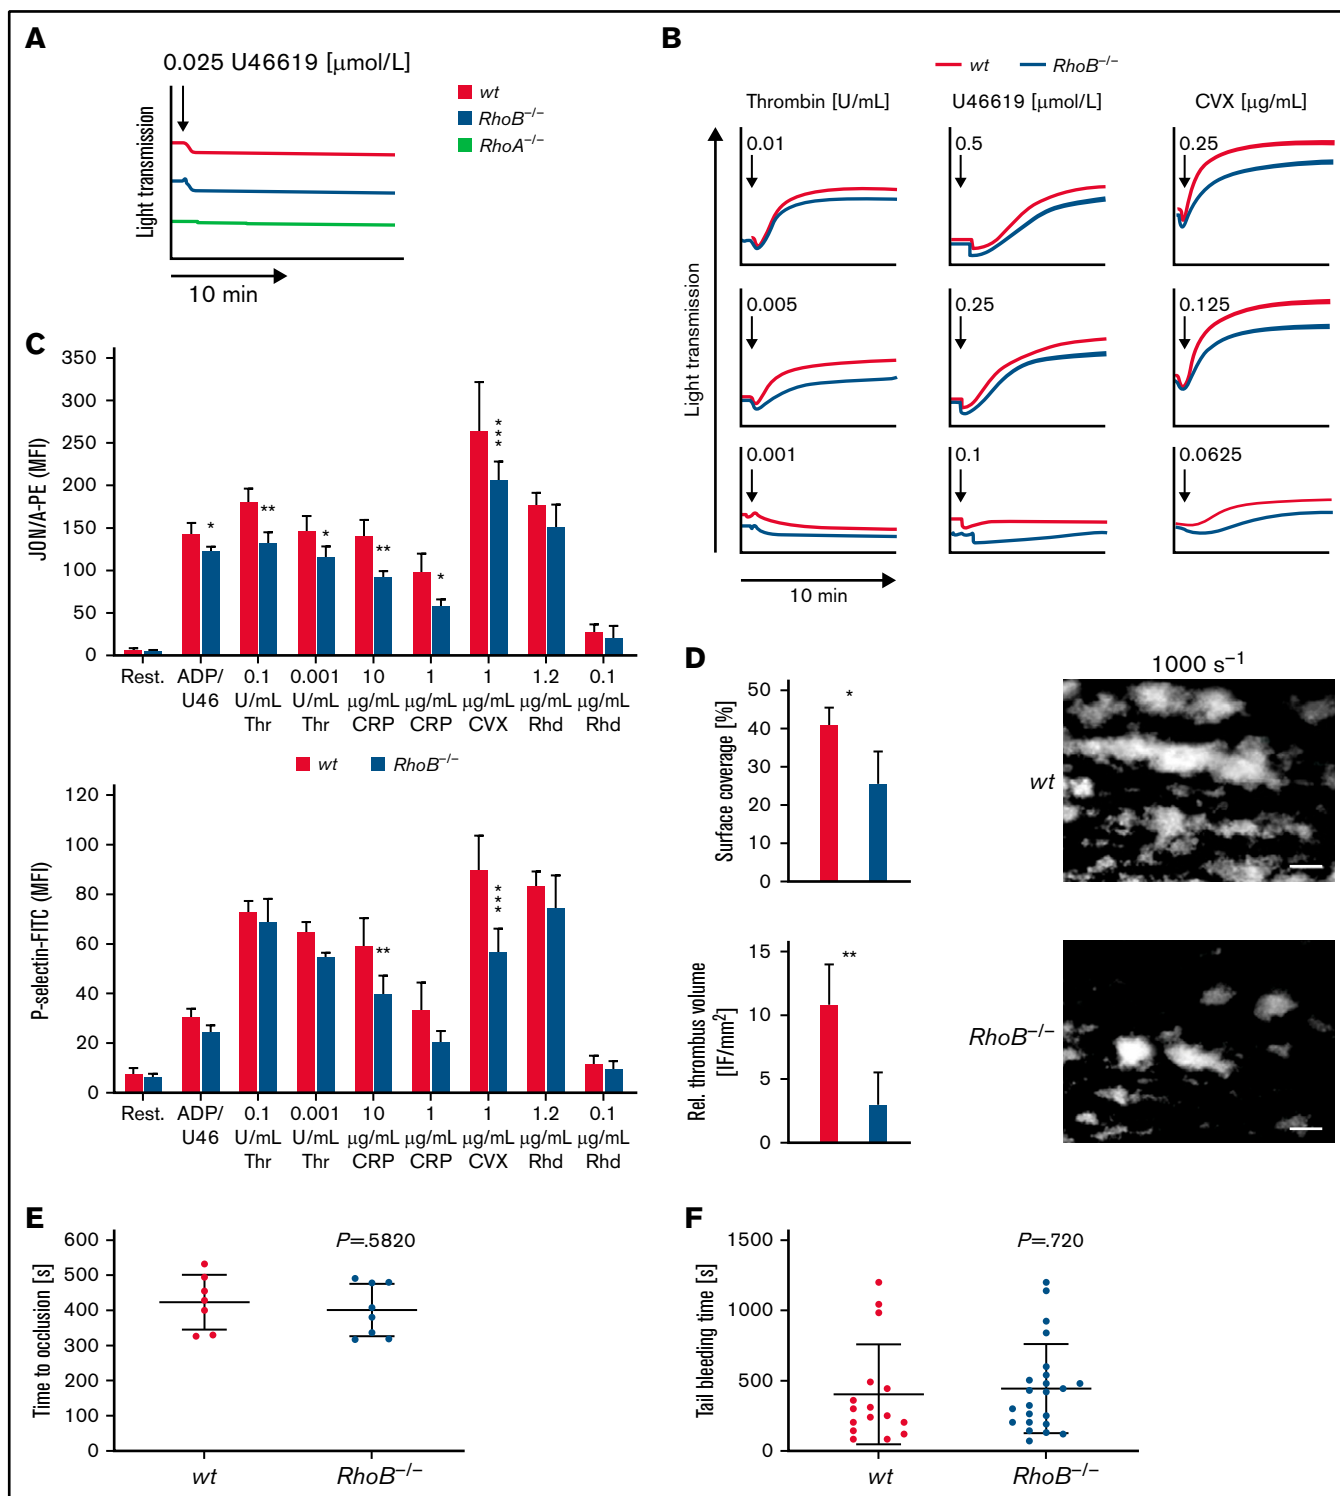 A
0.025 U46619 [μmol/L]
wt
RhoB−/−
RhoA−/−
Light transmission
10 min
B
wt RhoB−/−
Thrombin [U/mL] U46619 [μmol/L] CVX [μg/mL]
0.01 0.5 0.25
0.005 0.25 0.125
0.001 0.1 0.0625
Light transmission
10 min
C
350
300
250
200
150
100
50
0
JON/A-PE (MFI)
* ** * ** * ***
Rest. ADP/ 0.1 0.001 10 1 1 1.2 0.1
U46 U/mL U/mL μg/mL μg/mL μg/mL μg/mL μg/mL
Thr Thr CRP CRP CVX Rhd Rhd
wt RhoB−/−
120
100
80
60
40
20
0
P-selectin-FITC (MFI)
** ***
Rest. ADP/ 0.1 0.001 10 1 1 1.2 0.1
U46 U/mL U/mL μg/mL μg/mL μg/mL μg/mL μg/mL
Thr Thr CRP CRP CVX Rhd Rhd
D
1000 s−1
50
40
30
20
10
0
Surface coverage [%]
*
wt
15
10
5
0
Rel. thrombus volume
[IF/mm2]
**
RhoB−/−
E
600
500
400
300
200
100
0
Time to occlusion [s]
P=.5820
wt RhoB−/−
F
1500
1000
500
0
Tail bleeding time [s]
P=.720
wt RhoB−/−